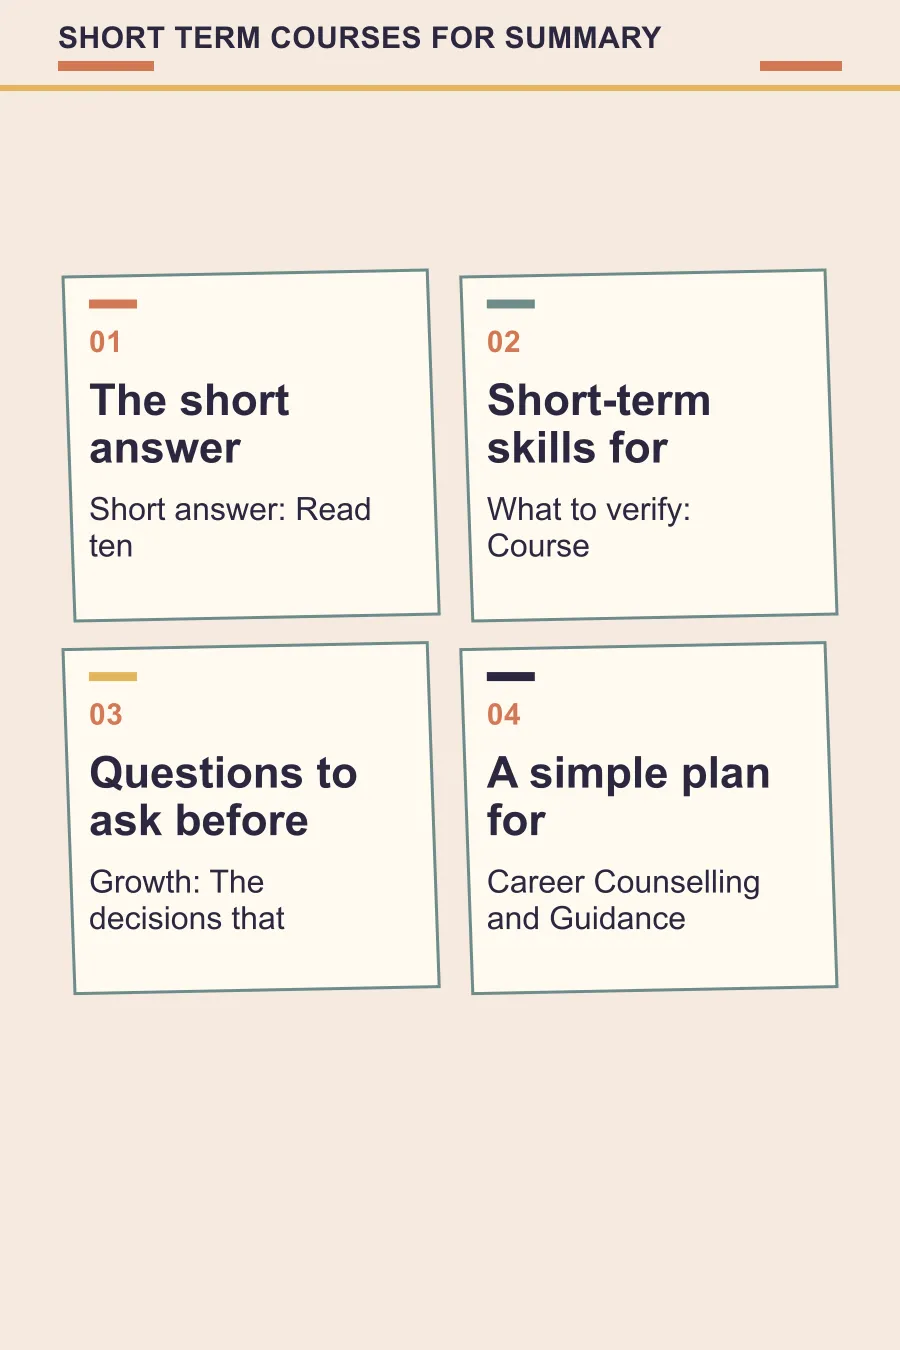 SHORT TERM COURSES FOR SUMMARY
01
The short
answer
Short answer: Read
ten
02
Short-term
skills for
What to verify:
Course
03
Questions to
ask before
Growth: The
decisions that
04
A simple plan
for
Career Counselling
and Guidance